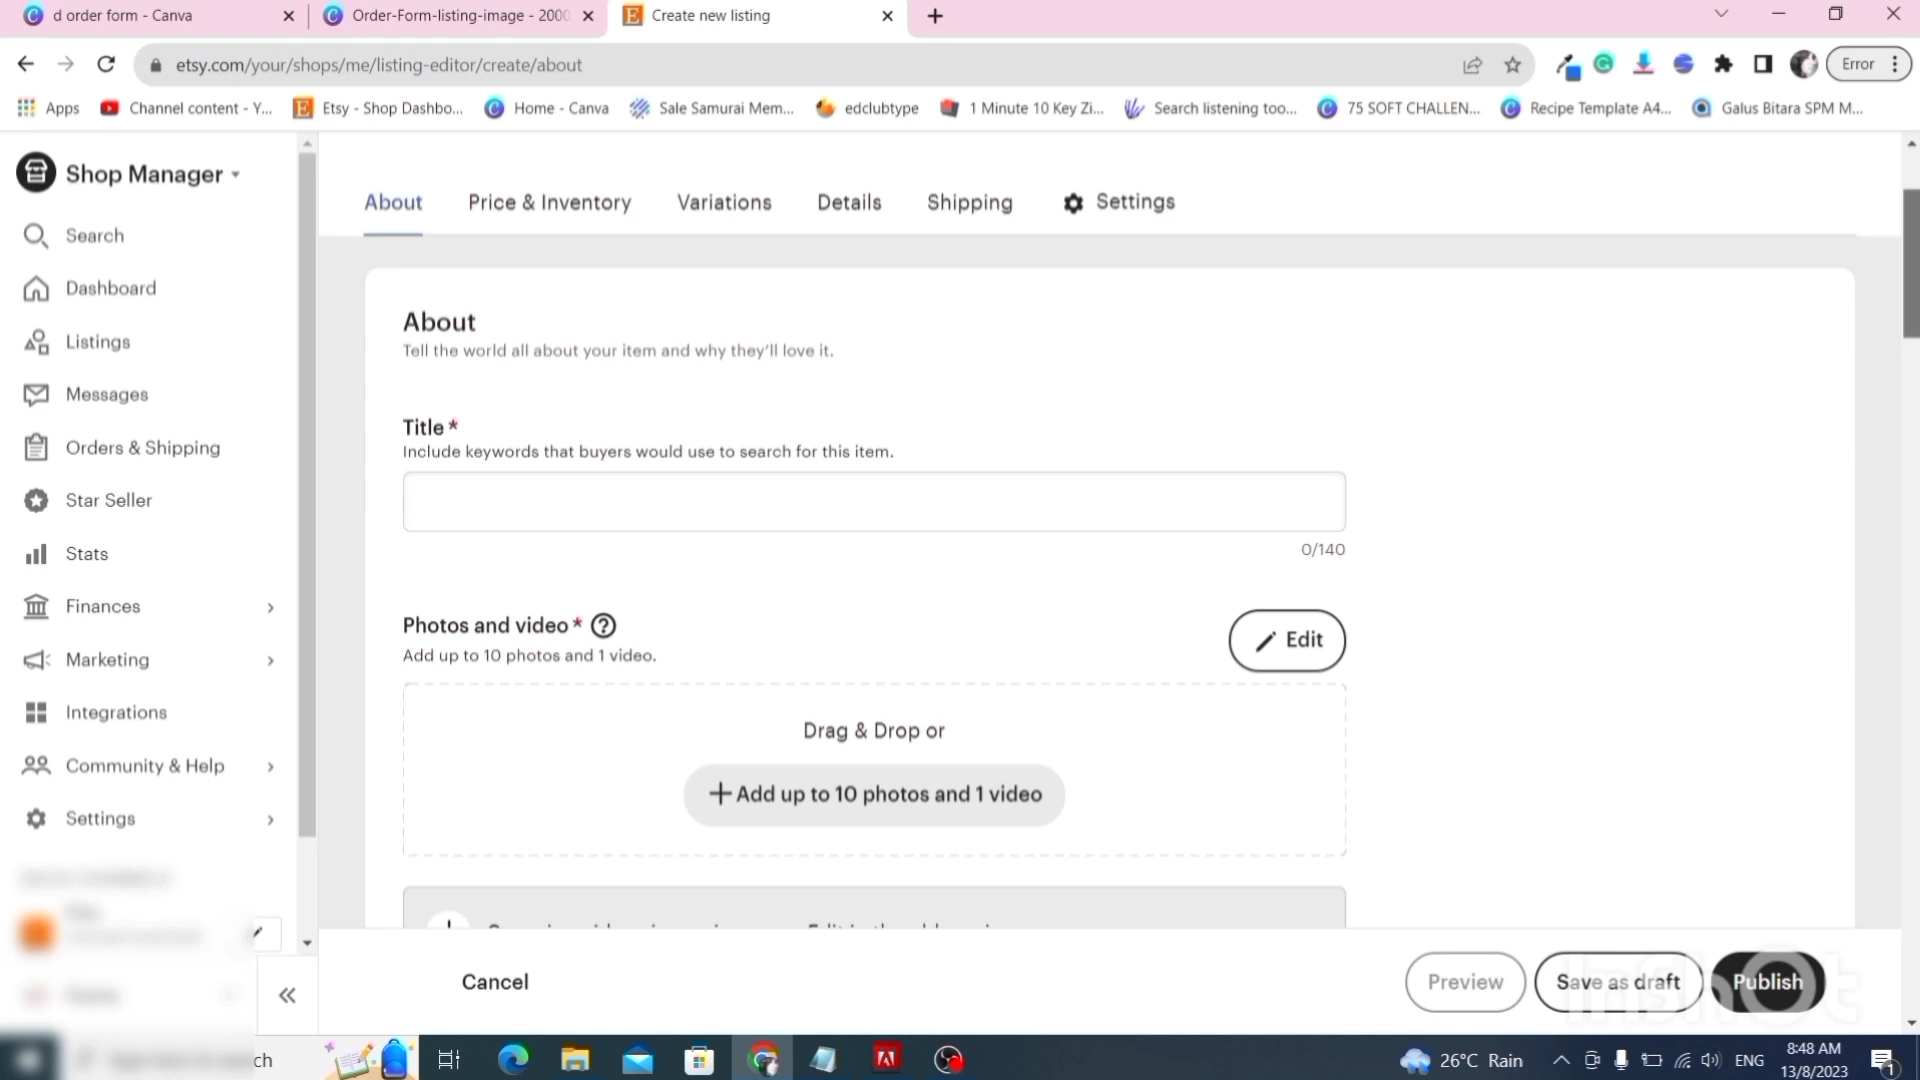 d order form - Canva
Order-Form-listing-image - 2000
Create new listing
etsy.com/your/shops/me/listing-editor/create/about
Error
Apps
Channel content - Y...
Etsy - Shop Dashbo...
Home - Canva
Sale Samurai Mem...
edclubtype
1 Minute 10 Key Zi...
Search listening too...
75 SOFT CHALLEN...
Recipe Template A4...
Galus Bitara SPM M...
Shop Manager
Search
Dashboard
Listings
Messages
Orders & Shipping
Star Seller
Stats
Finances
Marketing
Integrations
Community & Help
Settings
About
Price & Inventory
Variations
Details
Shipping
Settings
About
Tell the world all about your item and why they'll love it.
Title *
Include keywords that buyers would use to search for this item.
0/140
Photos and video *
Add up to 10 photos and 1 video.
Edit
Drag & Drop or
Add up to 10 photos and 1 video
Cancel
Preview
Save as draft
Publish
InShot
26°C Rain
ENG
8:48 AM
13/8/2023
1